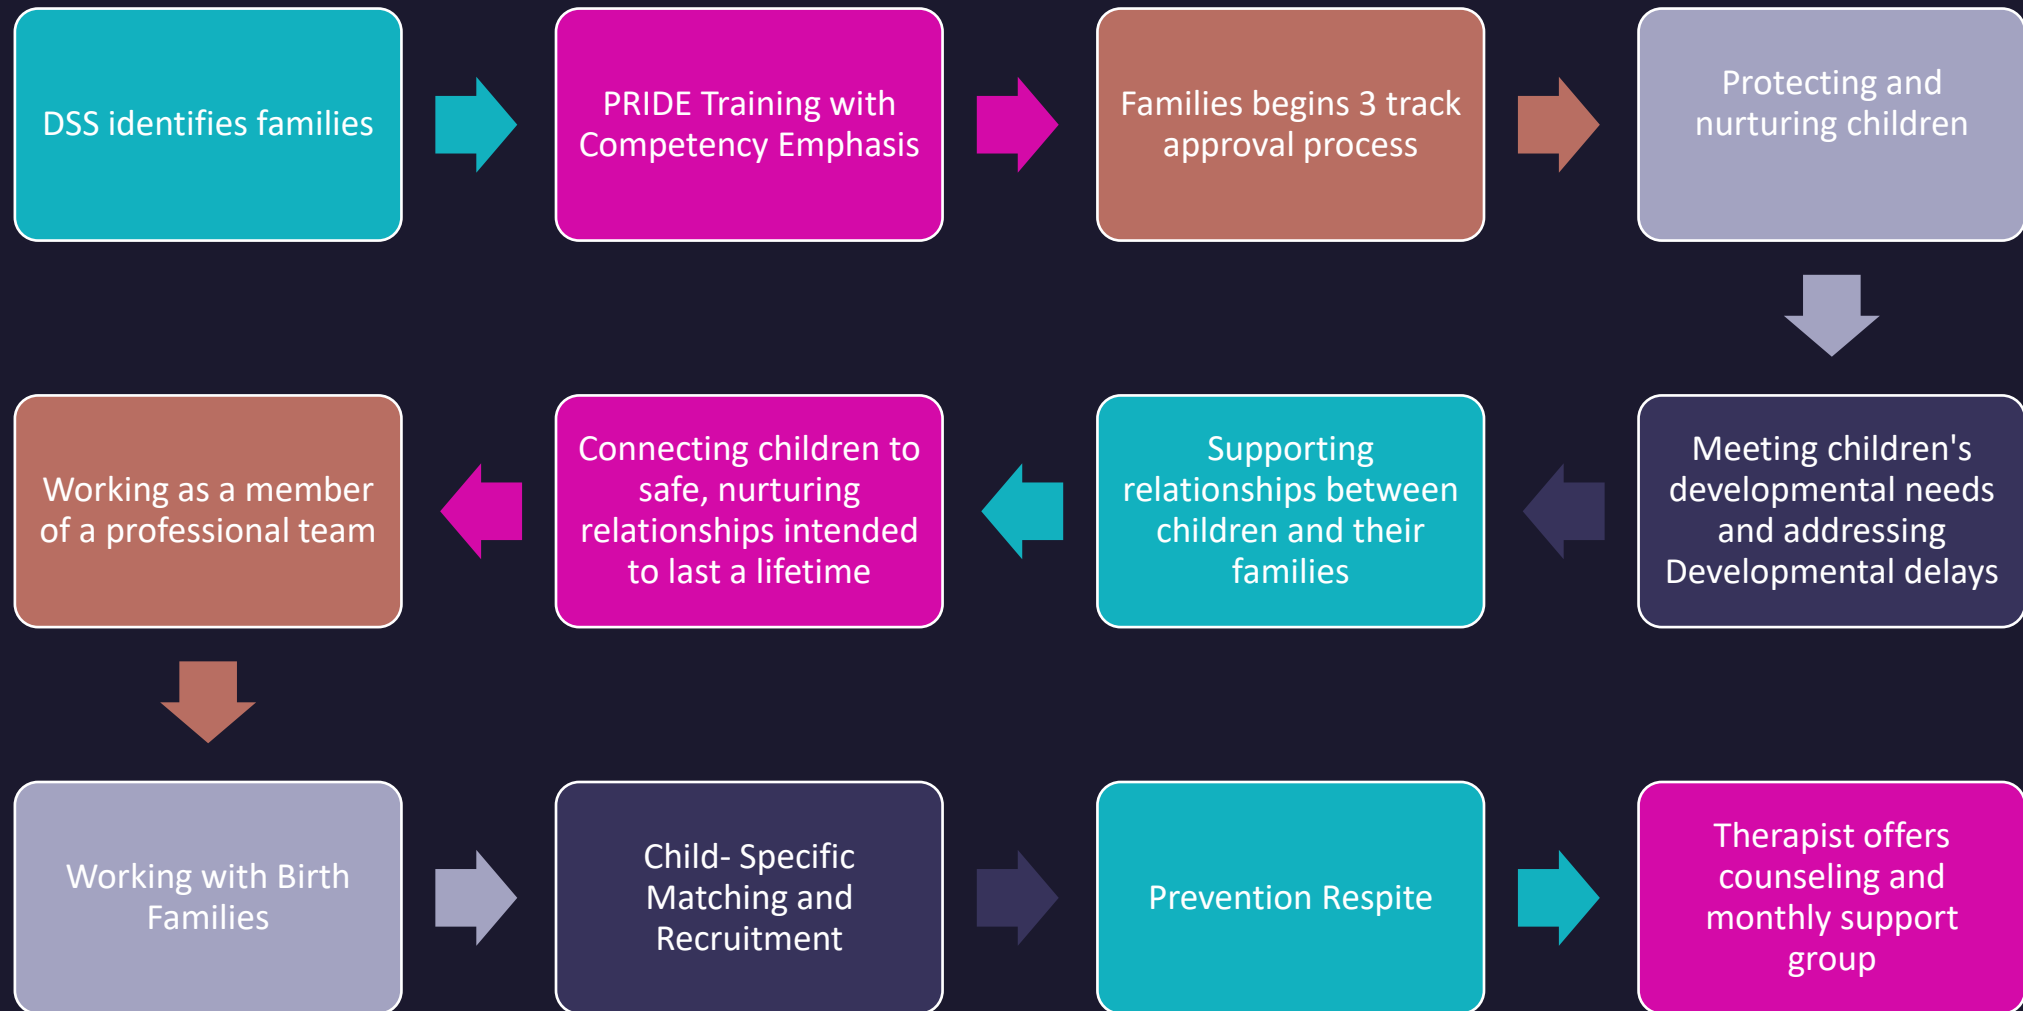 DSS identifies families
PRIDE Training with
Competency Emphasis
Families begins 3 track
approval process
Protecting and
nurturing children
Meeting children's
developmental needs
and addressing
Developmental delays
Supporting
relationships between
children and their
families
Connecting children to
safe, nurturing
relationships intended
to last a lifetime
Working as a member
of a professional team
Working with Birth
Families
Child- Specific
Matching and
Recruitment
Prevention Respite
Therapist offers
counseling and
monthly support
group